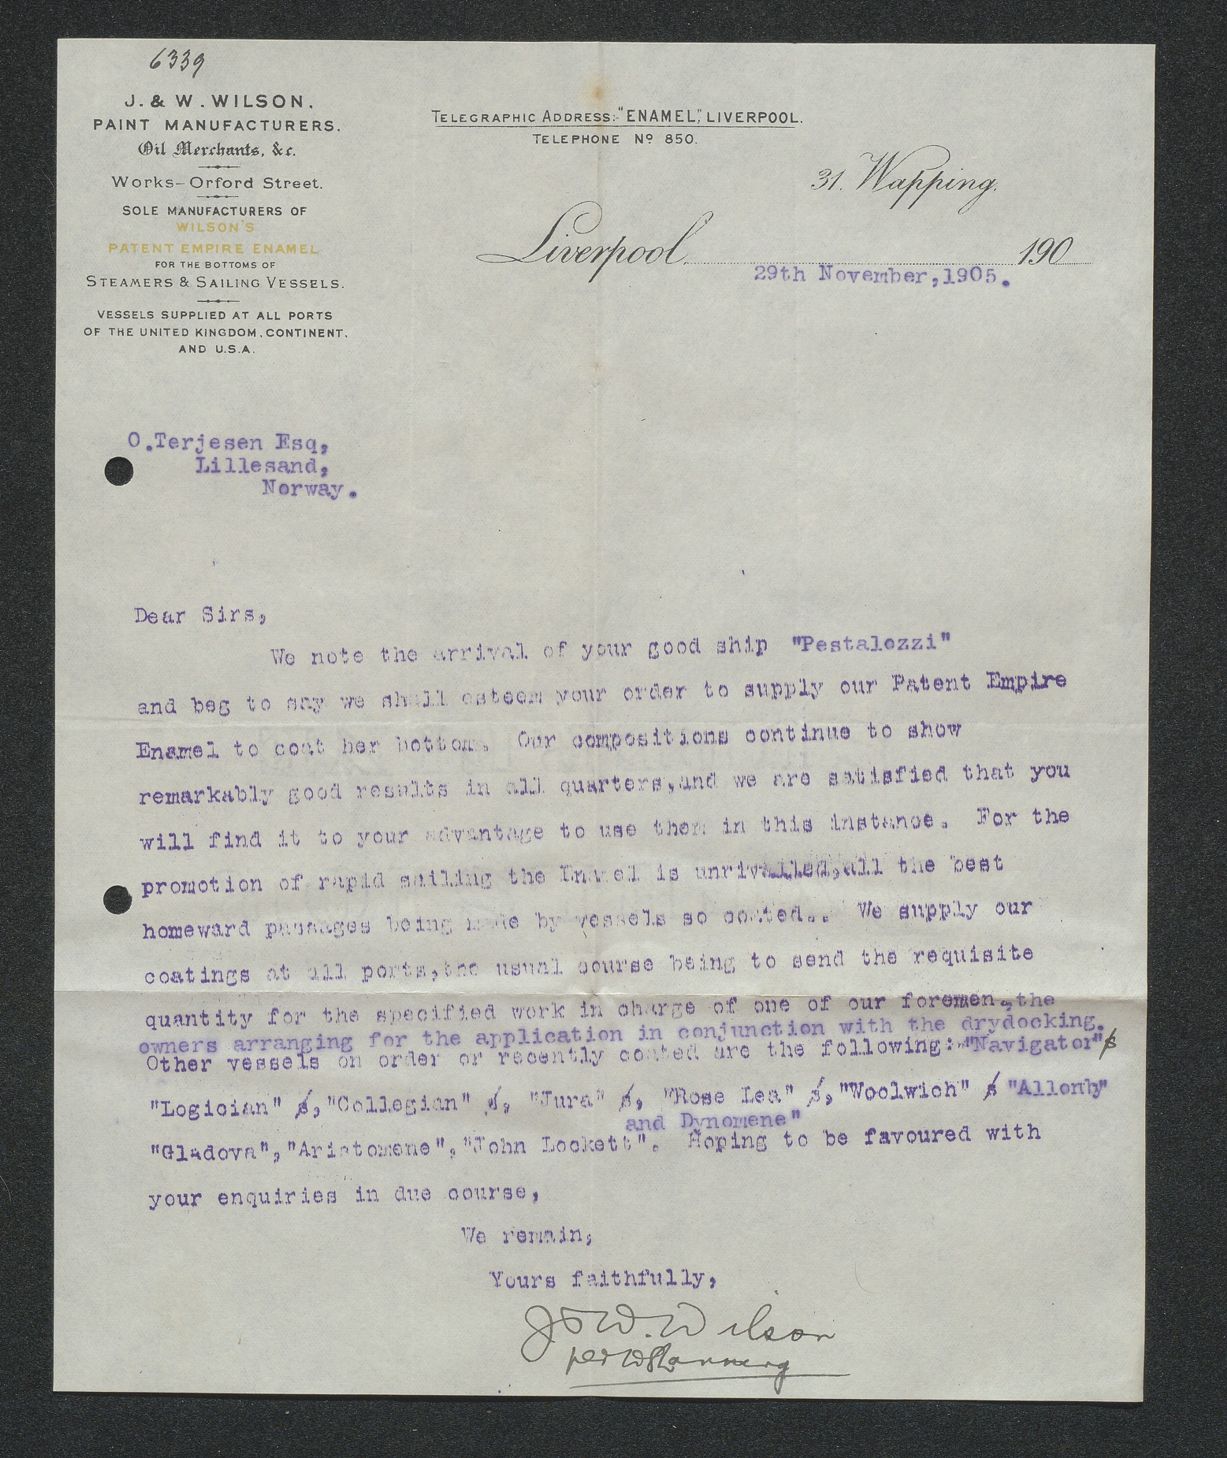 6339
J. & W. WILSON.
PAINT MANUFACTURERS.
Oil Merchants, &c.
Works-Orford Street.
SOLE MANUFACTURERS OF
WILSON'S
PATENT EMPIRE ENAMEL
FOR THE BOTTOMS OF
STEAMERS & SAILING VESSELS.
VESSELS SUPPLIED AT ALL PORTS
OF THE UNITED KINGDOM, CONTINENT,
AND U.S.A.
TELEGRAPHIC ADDRESS:-"ENAMEL", LIVERPOOL.
TELEPHONE Nº 850.
31. Wapping.
Liverpool 190
29th November,1905.
O.Terjesen Esq,
Lillesand,
Norway.
Dear Sirs,
We note the arrival of your good ship "Pestalozzi"
and beg to say we shall esteem your order to supply our Patent Empire
Enamel to coat her bottom. Our compositions continue to show
remarkably good results in all quarters,and we are satisfied that you
will find it to your advantage to use them in this instance. For the
promotion of rapid sailing the Enamel is unrivalled,all the best
homeward passages being made by vessels so coated.. We supply our
coatings at all ports,the usual course being to send the requisite
quantity for the specified work in charge of one of our foremen,the
owners arranging for the application in conjunction with the drydocking.
Other vessels on order or recently coated are the following:-"Navigator"
"Logician" s, "Collegian" s, "Jura" s, "Rose Lea" s, "Woolwich" s "Allonby"
and Dynomene"
"Gladova","Aristomene","John Lockett". Hoping to be favoured with
your enquiries in due course,
We remain,
Yours faithfully,
J & W. Wilson
per